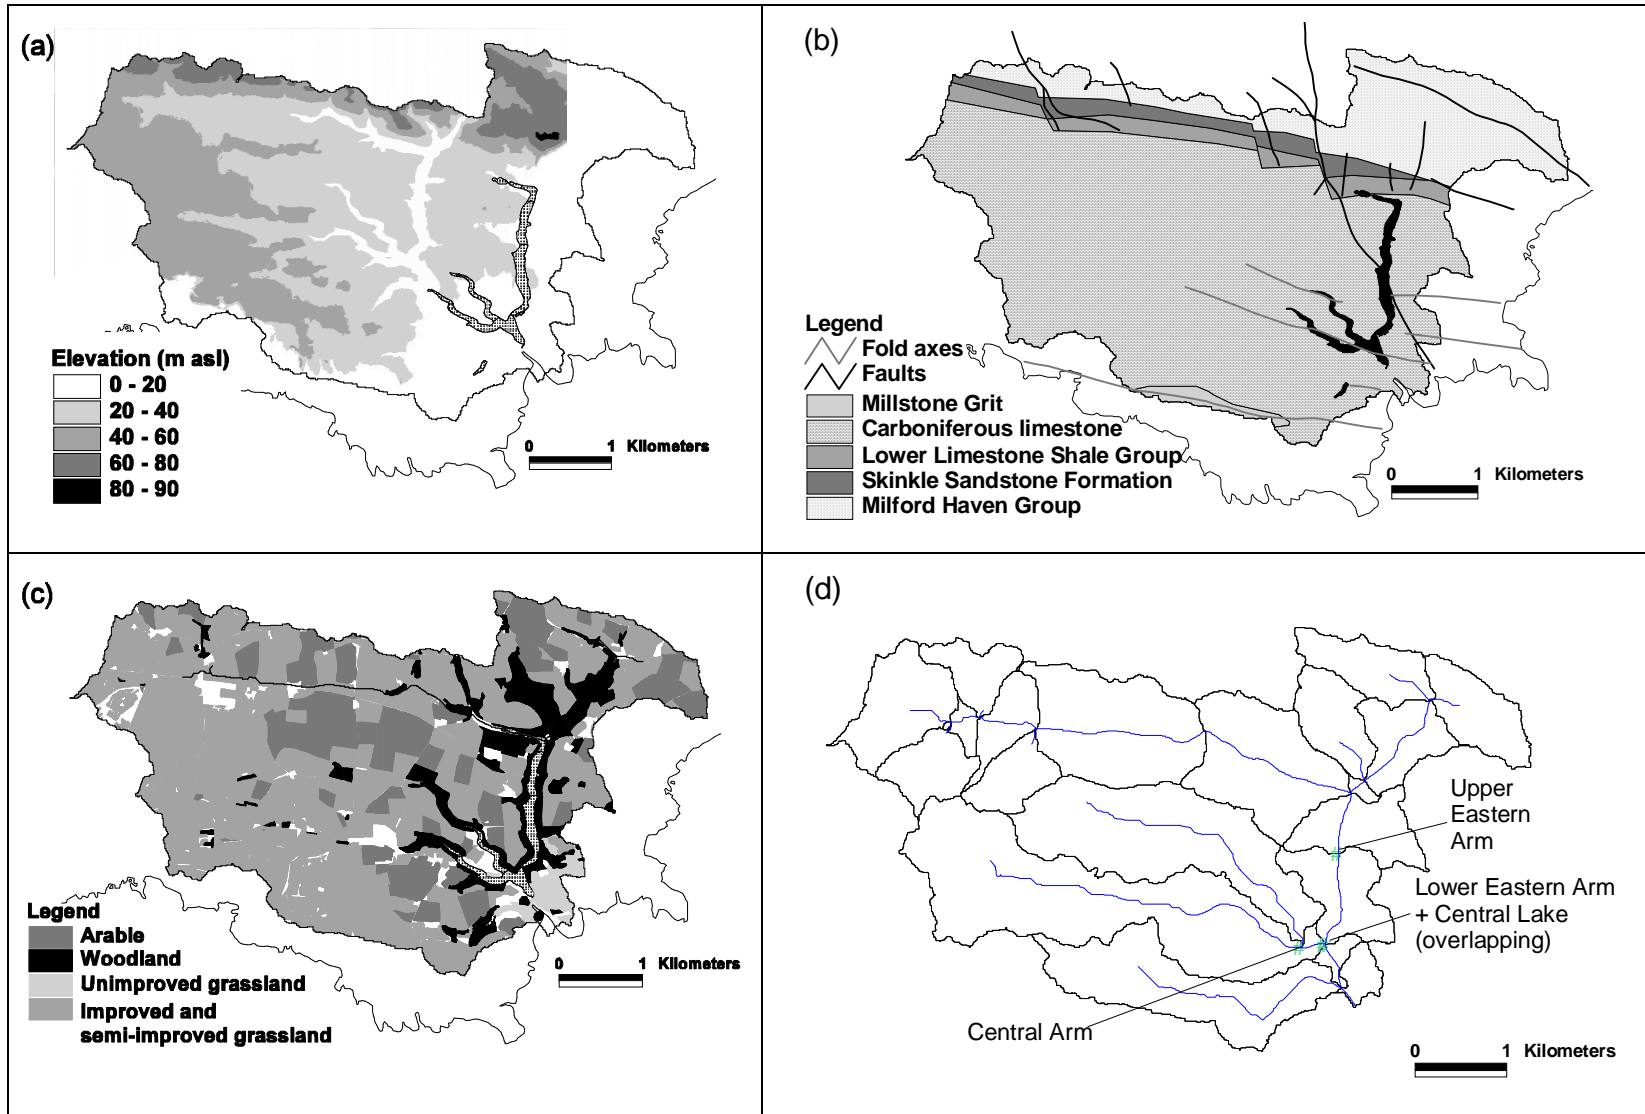 (a)
Elevation (m asl)
0 - 20
20 - 40
40 - 60
60 - 80
80 - 90
0 1 Kilometers
(b)
Legend
Fold axes
Faults
Millstone Grit
Carboniferous limestone
Lower Limestone Shale Group
Skinkle Sandstone Formation
Milford Haven Group
0 1 Kilometers
(c)
Legend
Arable
Woodland
Unimproved grassland
Improved and
semi-improved grassland
0 1 Kilometers
(d)
Upper
Eastern
Arm
Lower Eastern Arm
+ Central Lake
(overlapping)
Central Arm
0 1 Kilometers